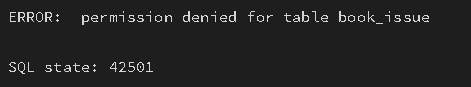 ERROR:  permission denied for table book_issue
SQL state: 42501